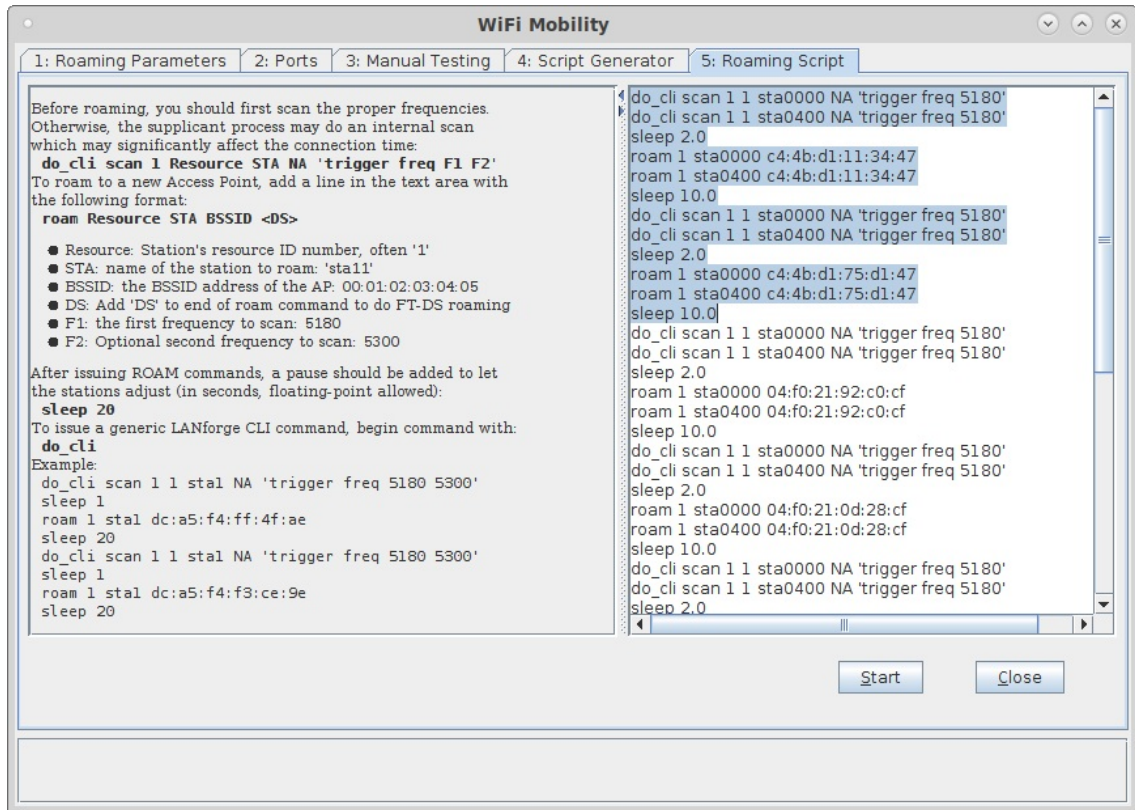 WiFi Mobility
1: Roaming Parameters
2: Ports
3: Manual Testing
4: Script Generator
5: Roaming Script
Before roaming, you should first scan the proper frequencies.
Otherwise, the supplicant process may do an internal scan
which may significantly affect the connection time:
do_cli scan 1 Resource STA NA 'trigger freq F1 F2'
To roam to a new Access Point, add a line in the text area with
the following format:
roam Resource STA BSSID <DS>
Resource: Station's resource ID number, often '1'
STA: name of the station to roam: 'sta11'
BSSID: the BSSID address of the AP: 00:01:02:03:04:05
DS: Add 'DS' to end of roam command to do FT-DS roaming
F1: the first frequency to scan: 5180
F2: Optional second frequency to scan: 5300
After issuing ROAM commands, a pause should be added to let
the stations adjust (in seconds, floating-point allowed):
sleep 20
To issue a generic LANforge CLI command, begin command with:
do_cli
Example:
do_cli scan 1 1 sta1 NA 'trigger freq 5180 5300'
sleep 1
roam 1 sta1 dc:a5:f4:ff:4f:ae
sleep 20
do_cli scan 1 1 sta1 NA 'trigger freq 5180 5300'
sleep 1
roam 1 sta1 dc:a5:f4:f3:ce:9e
sleep 20
do_cli scan 1 1 sta0000 NA 'trigger freq 5180'
do_cli scan 1 1 sta0400 NA 'trigger freq 5180'
sleep 2.0
roam 1 sta0000 c4:4b:d1:11:34:47
roam 1 sta0400 c4:4b:d1:11:34:47
sleep 10.0
do_cli scan 1 1 sta0000 NA 'trigger freq 5180'
do_cli scan 1 1 sta0400 NA 'trigger freq 5180'
sleep 2.0
roam 1 sta0000 c4:4b:d1:75:d1:47
roam 1 sta0400 c4:4b:d1:75:d1:47
sleep 10.0
do_cli scan 1 1 sta0000 NA 'trigger freq 5180'
do_cli scan 1 1 sta0400 NA 'trigger freq 5180'
sleep 2.0
roam 1 sta0000 04:f0:21:92:c0:cf
roam 1 sta0400 04:f0:21:92:c0:cf
sleep 10.0
do_cli scan 1 1 sta0000 NA 'trigger freq 5180'
do_cli scan 1 1 sta0400 NA 'trigger freq 5180'
sleep 2.0
roam 1 sta0000 04:f0:21:0d:28:cf
roam 1 sta0400 04:f0:21:0d:28:cf
sleep 10.0
do_cli scan 1 1 sta0000 NA 'trigger freq 5180'
do_cli scan 1 1 sta0400 NA 'trigger freq 5180'
sleep 2.0
Start
Close